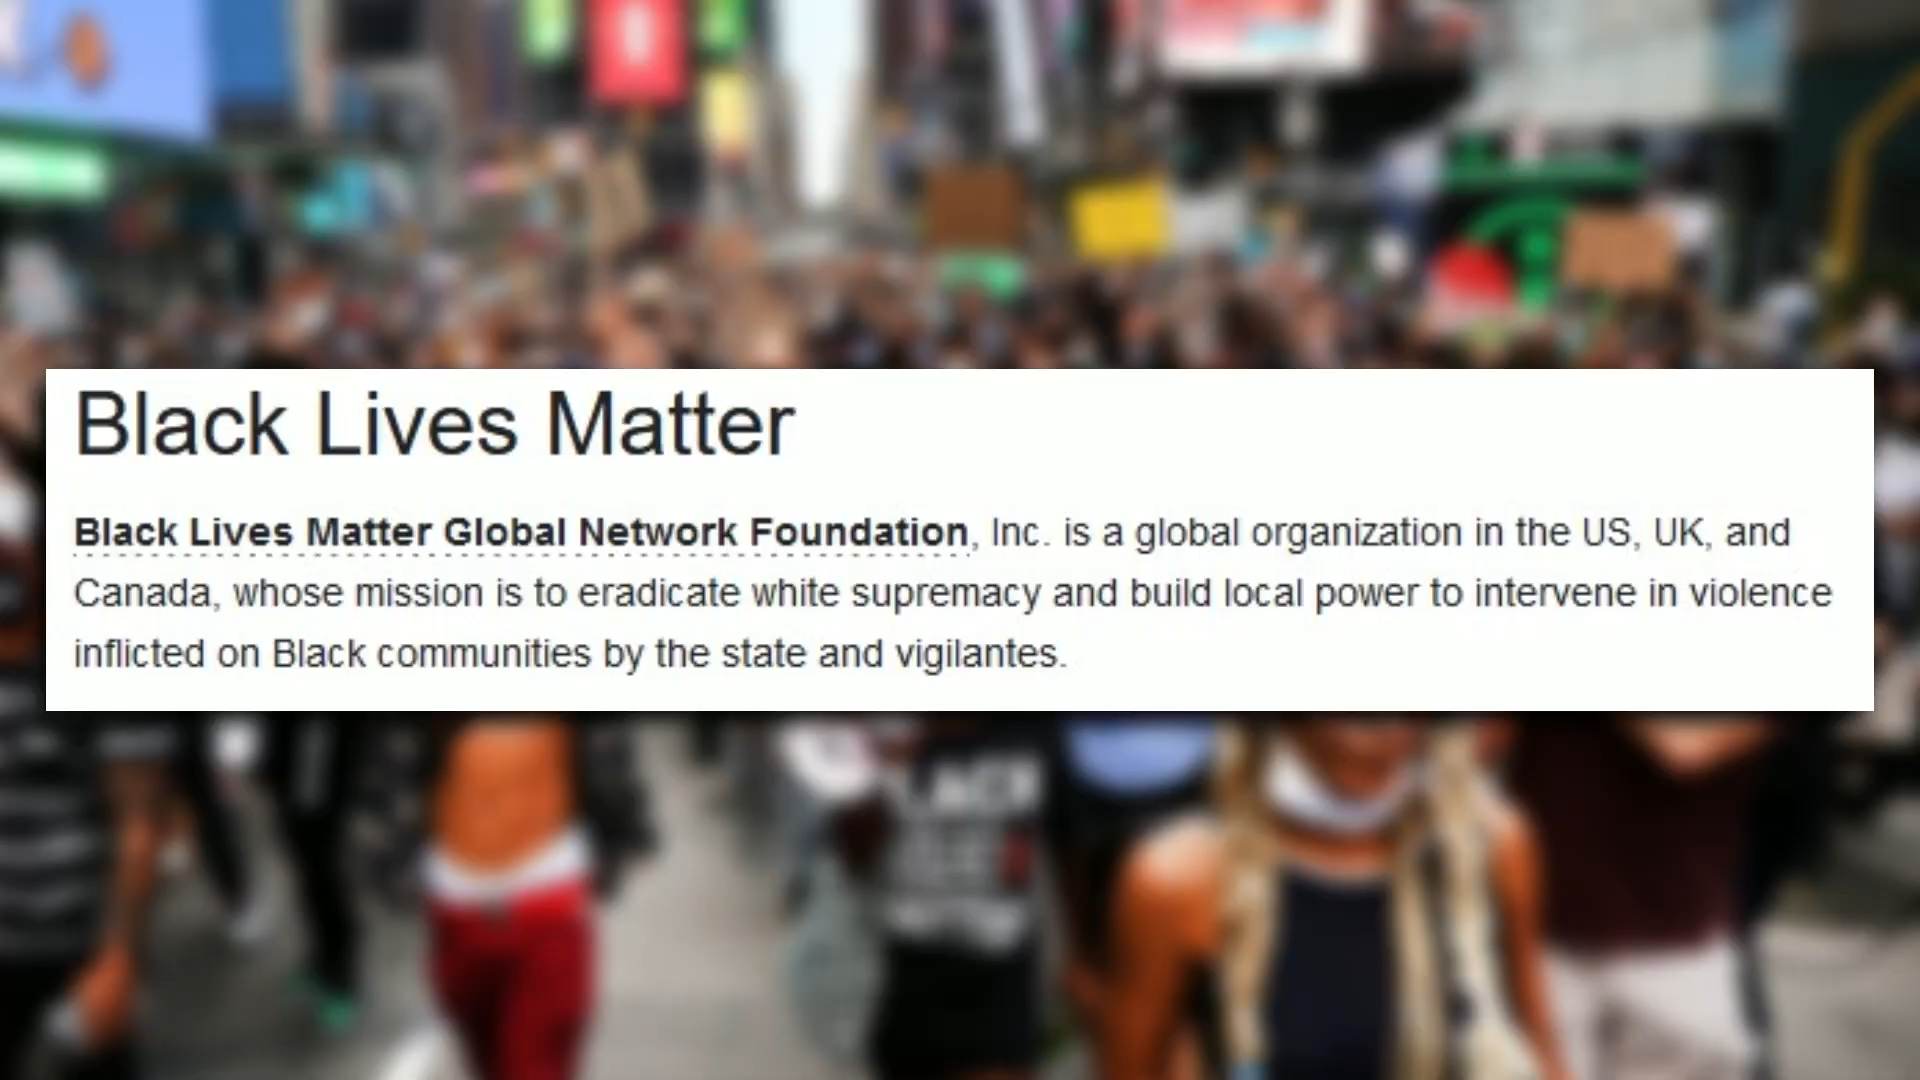 Black Lives Matter
Black Lives Matter Global Network Foundation, Inc. is a global organization in the US, UK, and
Canada, whose mission is to eradicate white supremacy and build local power to intervene in violence
inflicted on Black communities by the state and vigilantes.